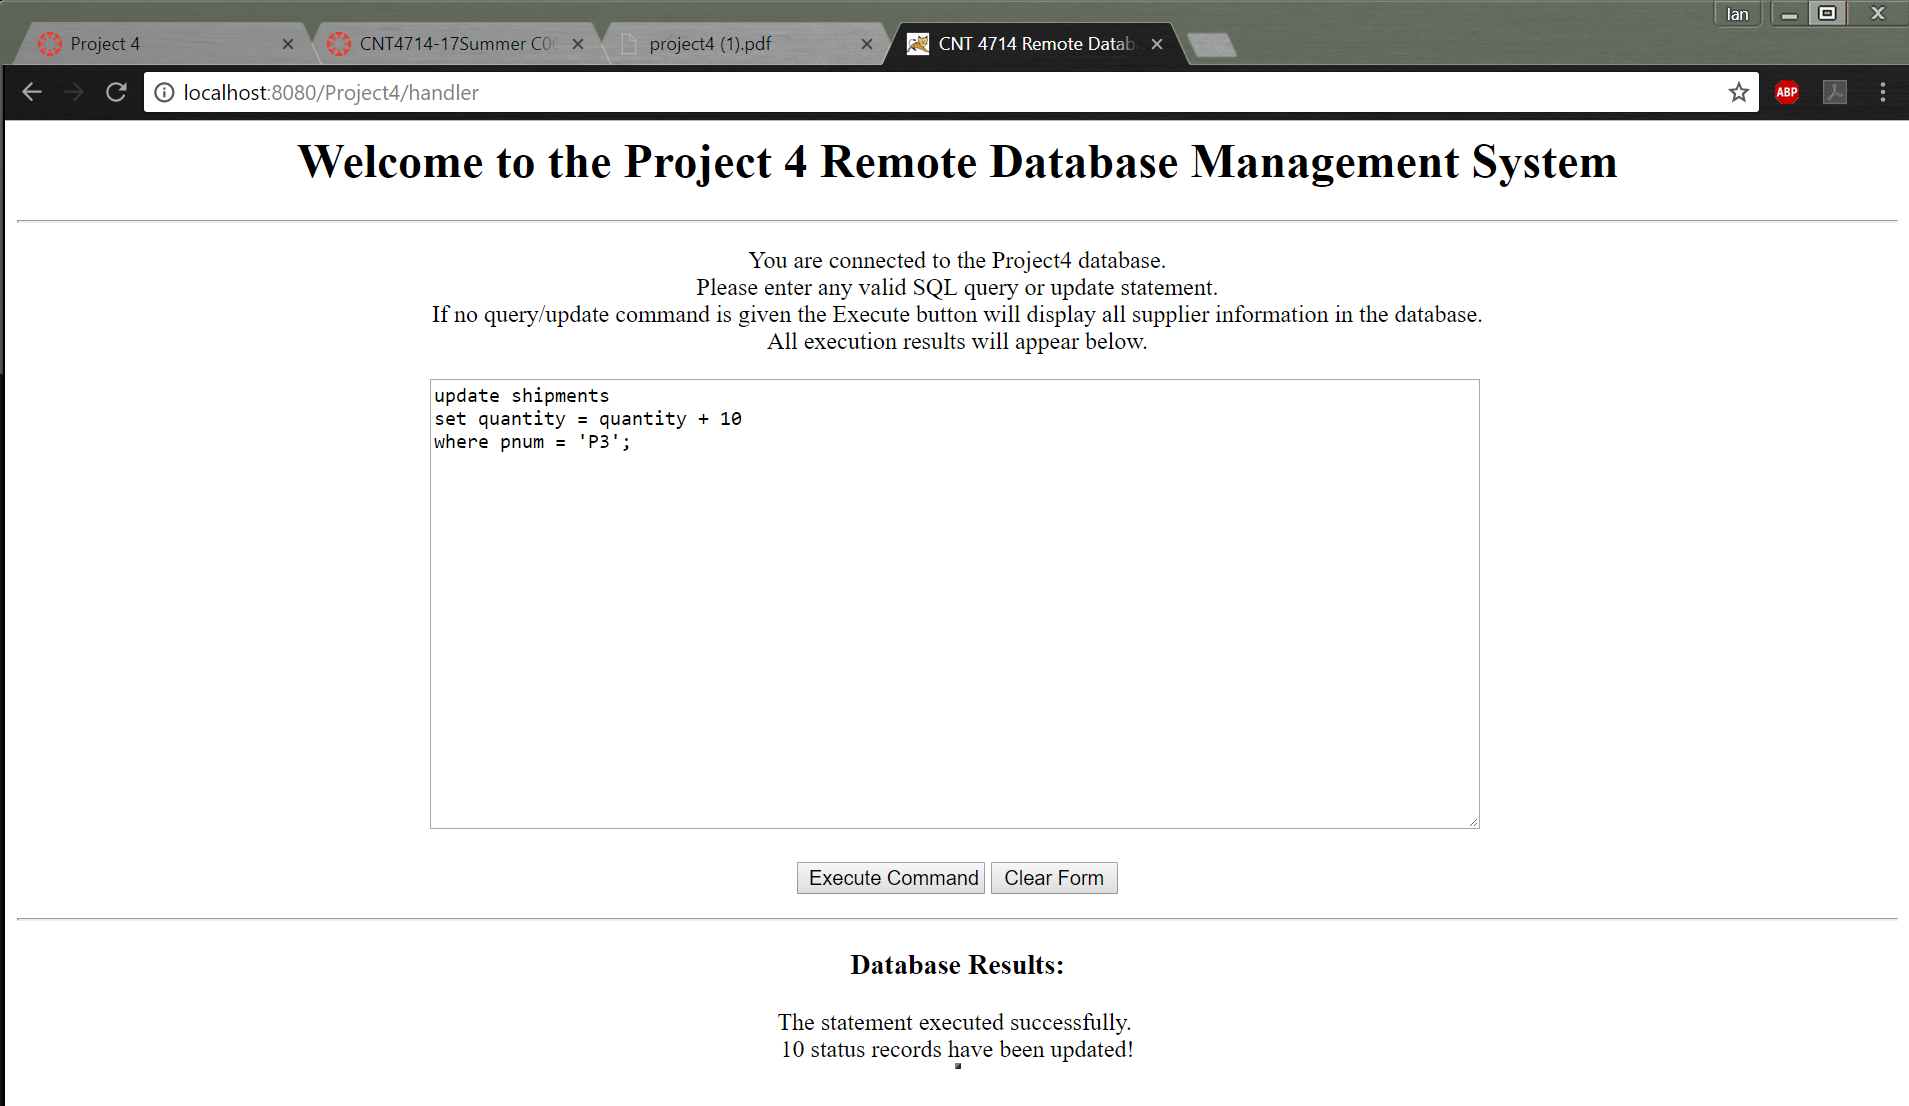 Ian
Project 4
CNT4714-17Summer C00
project4 (1).pdf
CNT 4714 Remote Datab
localhost:8080/Project4/handler
ABP
Welcome to the Project 4 Remote Database Management System
You are connected to the Project4 database.
Please enter any valid SQL query or update statement.
If no query/update command is given the Execute button will display all supplier information in the database.
All execution results will appear below.
update shipments
set quantity = quantity + 10
where pnum = 'P3';
Execute Command
Clear Form
Database Results:
The statement executed successfully.
10 status records have been updated!